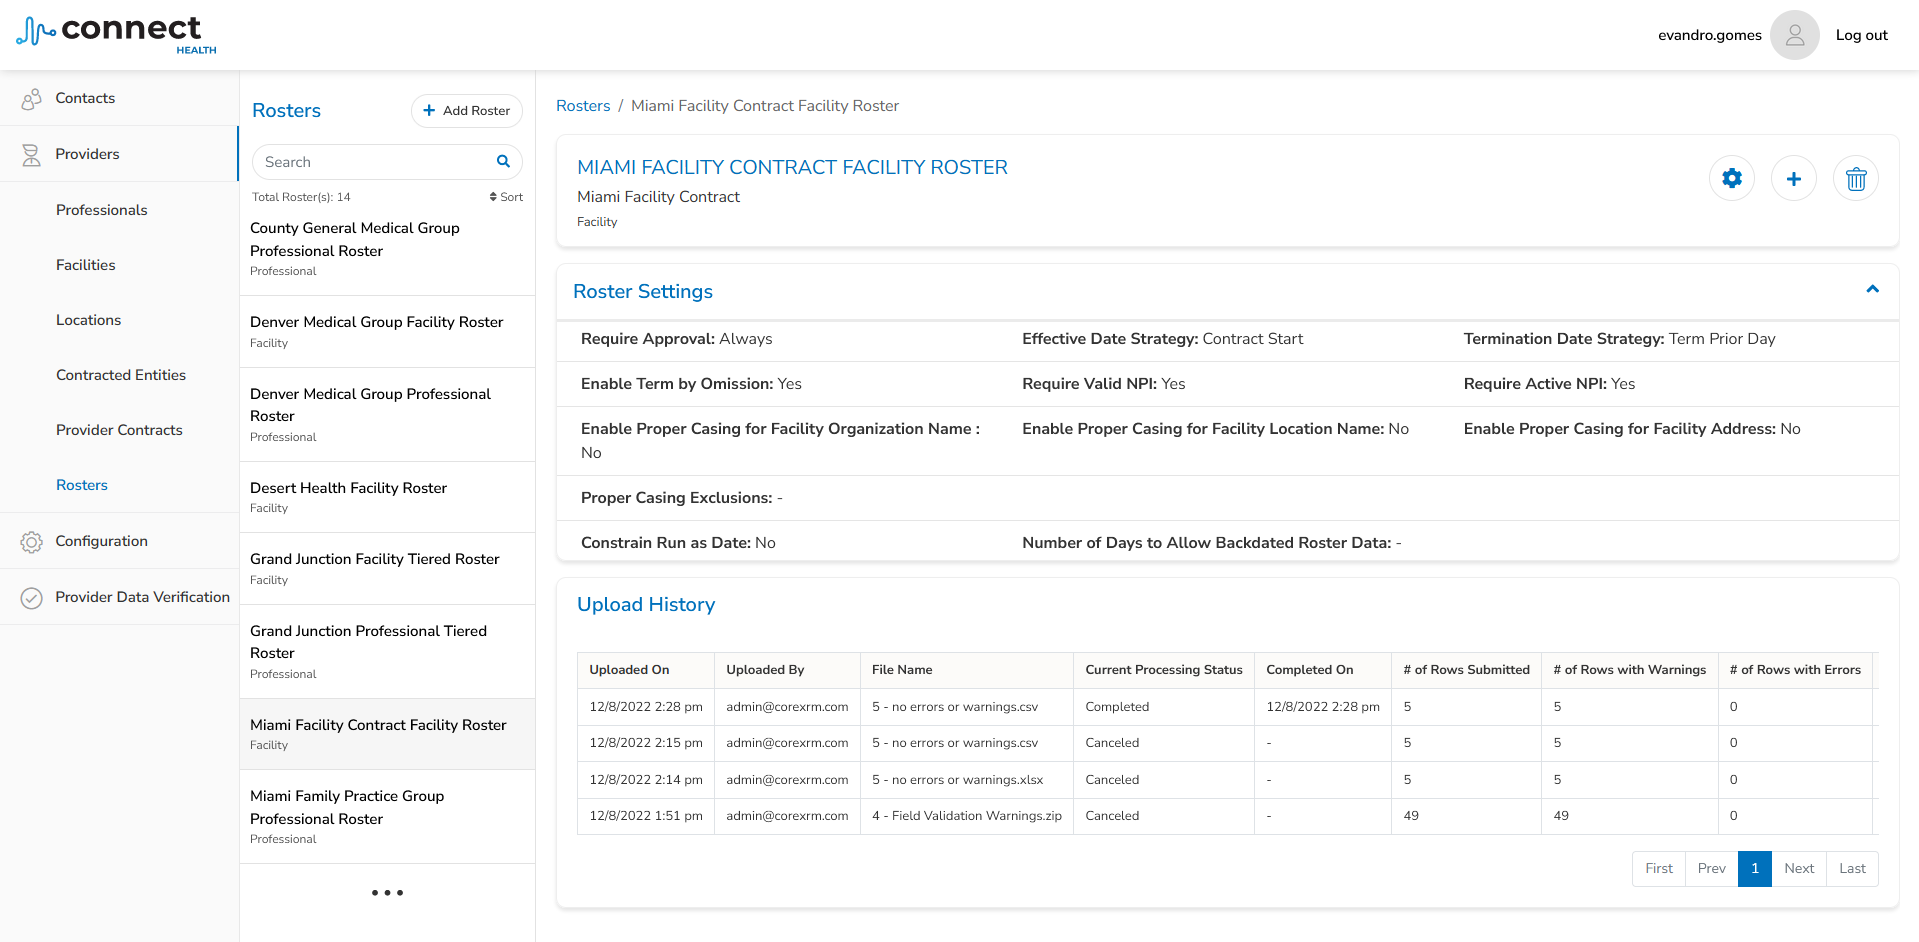 connect
HEALTH
evandro.gomes
Log out
Contacts
Providers
Professionals
Facilities
Locations
Contracted Entities
Provider Contracts
Rosters
Configuration
Provider Data Verification
Rosters
Add Roster
Search
Total Roster(s): 14
Sort
County General Medical Group
Professional Roster
Professional
Denver Medical Group Facility Roster
Facility
Denver Medical Group Professional
Roster
Professional
Desert Health Facility Roster
Facility
Grand Junction Facility Tiered Roster
Facility
Grand Junction Professional Tiered
Roster
Professional
Miami Facility Contract Facility Roster
Facility
Miami Family Practice Group
Professional Roster
Professional
Rosters / Miami Facility Contract Facility Roster
MIAMI FACILITY CONTRACT FACILITY ROSTER
Miami Facility Contract
Facility
Roster Settings
Require Approval: Always Effective Date Strategy: Contract Start Termination Date Strategy: Term Prior Day
Enable Term by Omission: Yes Require Valid NPI: Yes Require Active NPI: Yes
Enable Proper Casing for Facility Organization Name : Enable Proper Casing for Facility Location Name: No Enable Proper Casing for Facility Address: No
No
Proper Casing Exclusions: -
Constrain Run as Date: No Number of Days to Allow Backdated Roster Data: -
Upload History
Uploaded On Uploaded By File Name Current Processing Status Completed On # of Rows Submitted # of Rows with Warnings # of Rows with Errors
12/8/2022 2:28 pm admin@corexrm.com 5 - no errors or warnings.csv Completed 12/8/2022 2:28 pm 5 5 0
12/8/2022 2:15 pm admin@corexrm.com 5 - no errors or warnings.csv Canceled - 5 5 0
12/8/2022 2:14 pm admin@corexrm.com 5 - no errors or warnings.xlsx Canceled - 5 5 0
12/8/2022 1:51 pm admin@corexrm.com 4 - Field Validation Warnings.zip Canceled - 49 49 0
First Prev 1 Next Last